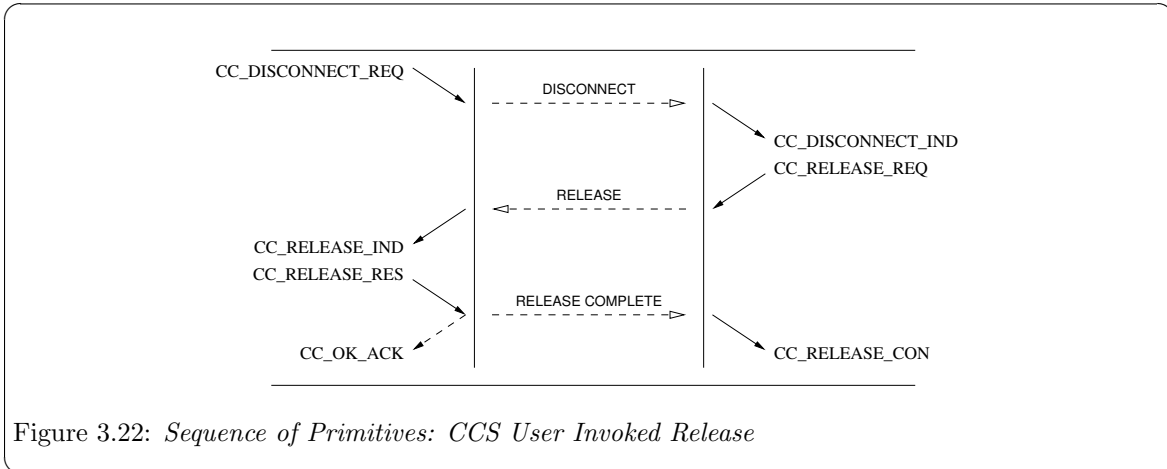 CC_DISCONNECT_REQ
DISCONNECT
CC_DISCONNECT_IND
CC_RELEASE_REQ
RELEASE
CC_RELEASE_IND
CC_RELEASE_RES
RELEASE COMPLETE
CC_OK_ACK
CC_RELEASE_CON
Figure 3.22: Sequence of Primitives: CCS User Invoked Release